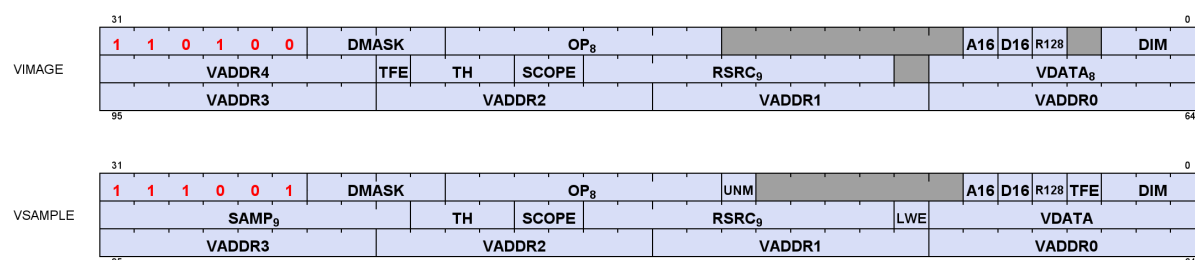 31 0
1 1 0 1 0 0 DMASK OP8 A16 D16 R128 DIM
VIMAGE VADDR4 TFE TH SCOPE RSRC9 VDATA8
VADDR3 VADDR2 VADDR1 VADDR0
95 64
31 0
1 1 1 0 0 1 DMASK OP8 UNM A16 D16 R128 TFE DIM
VSAMPLE SAMP9 TH SCOPE RSRC9 LWE VDATA
VADDR3 VADDR2 VADDR1 VADDR0